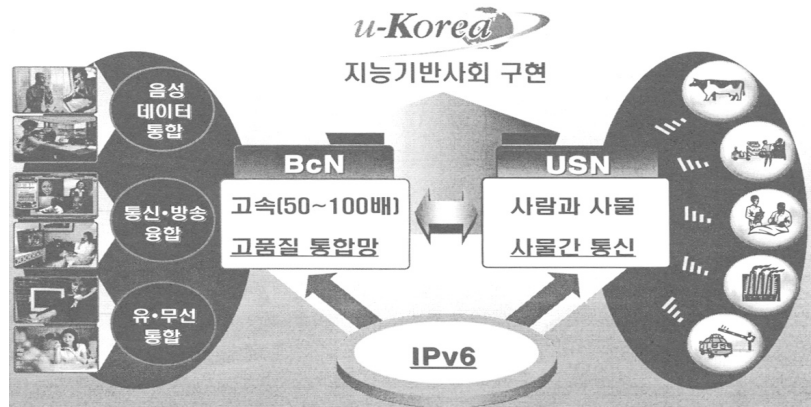 u-Korea
지능기반사회 구현
음성
데이터
통합
통신•방송
융합
유•무선
통합
BcN
고속(50~100배)
고품질 통합망
USN
사람과 사물
사물간 통신
IPv6